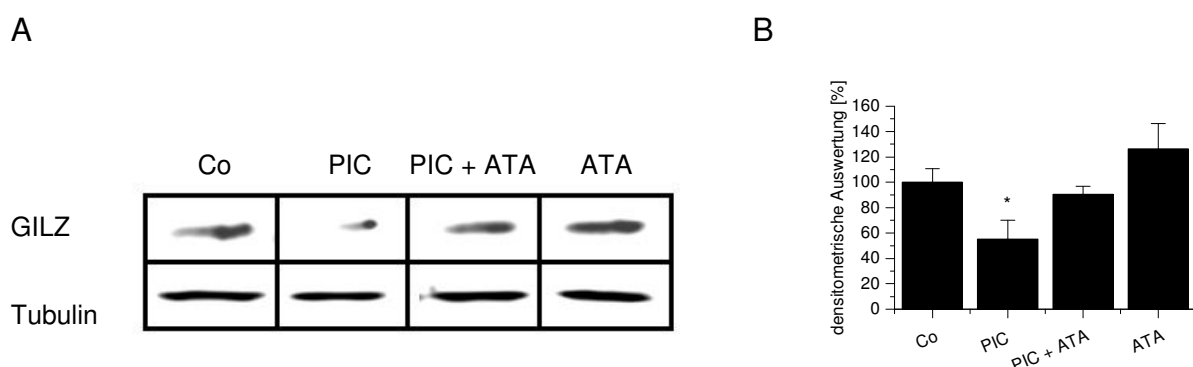 A
Co PIC PIC + ATA ATA
GILZ
Tubulin
B
densitometrische Auswertung [%]
160
140
120
100
80
60
40
20
0
*
Co PIC PIC + ATA ATA